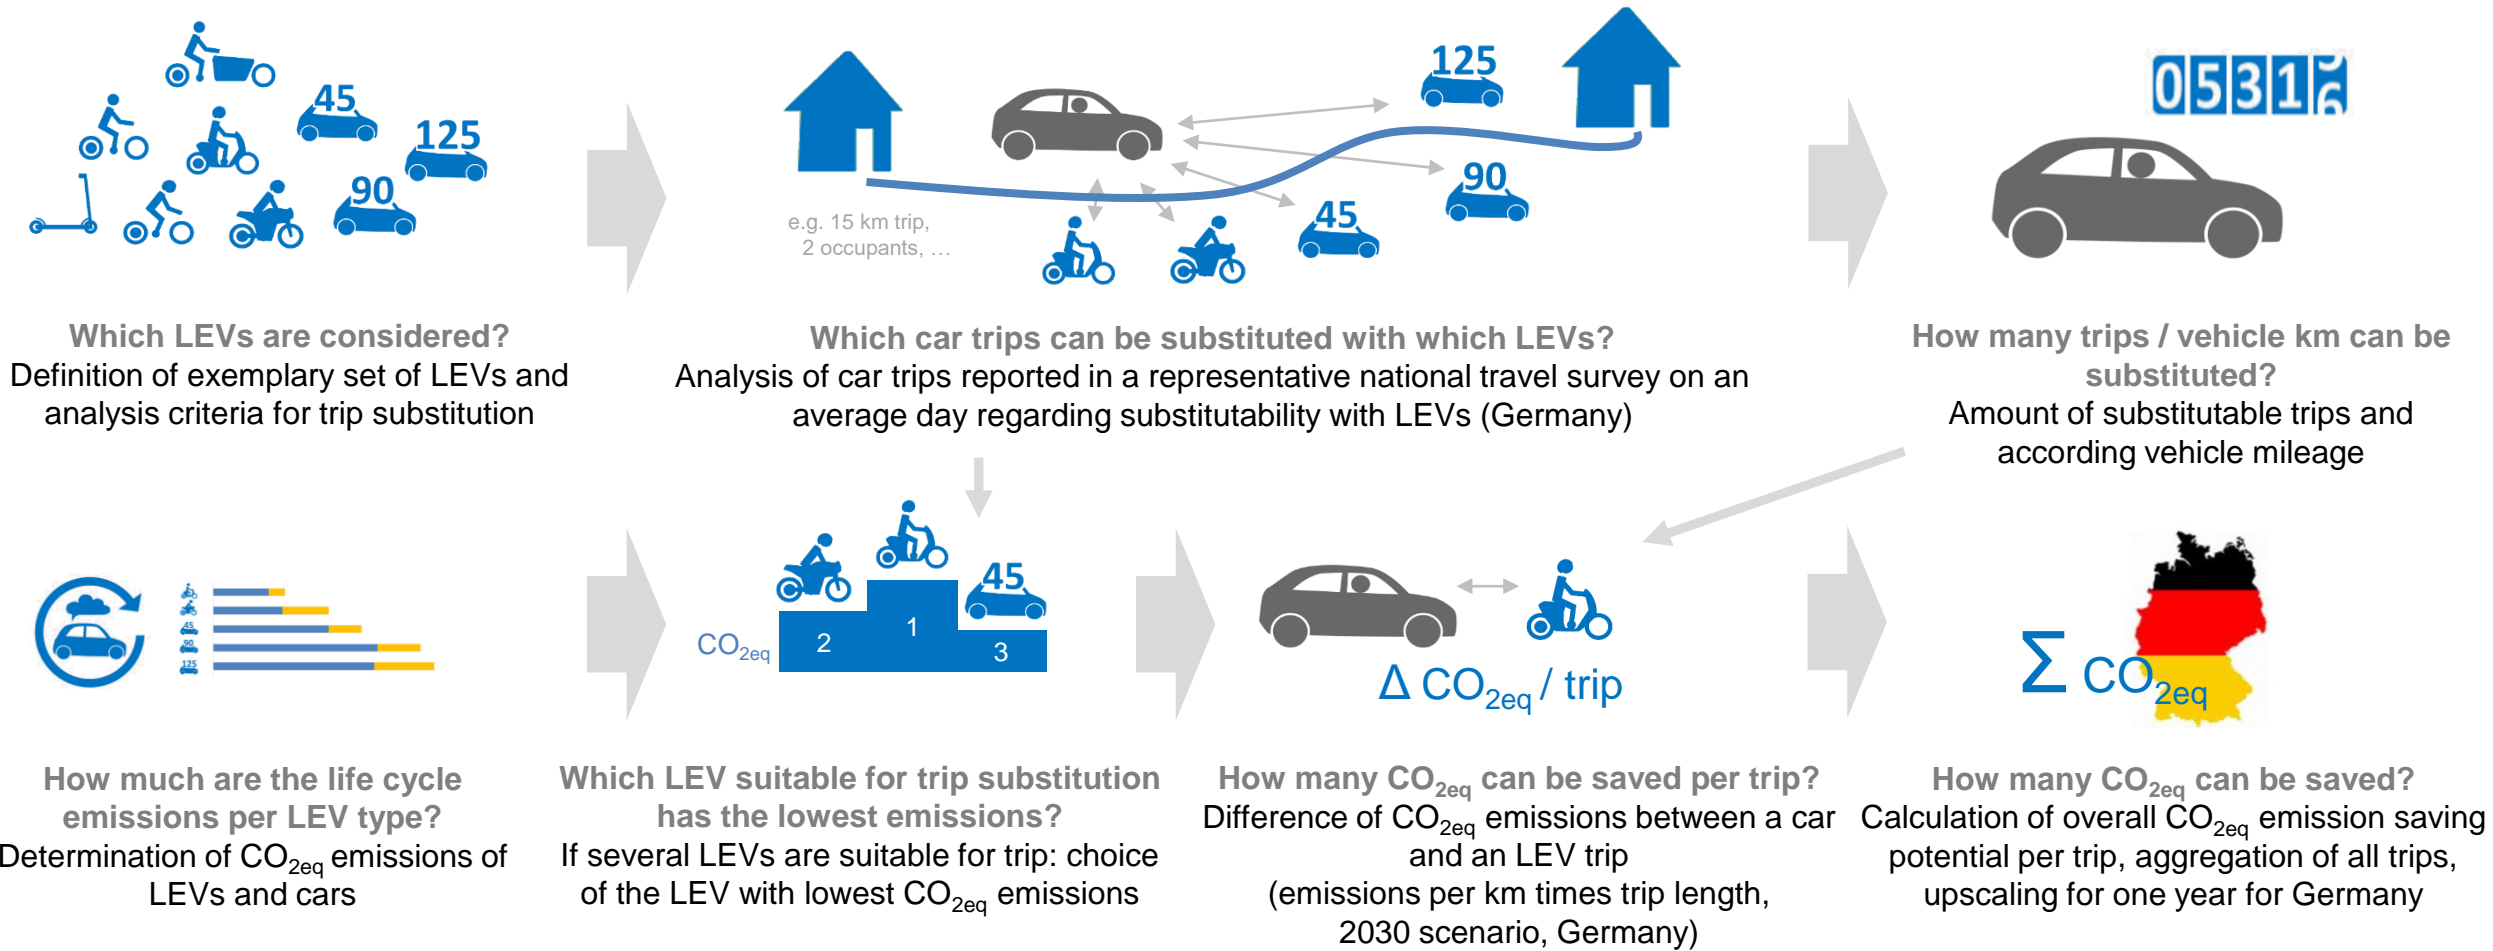 45
125
90
125
90
45
e.g. 15 km trip,
2 occupants, …
0531
Which LEVs are considered?
Definition of exemplary set of LEVs and
analysis criteria for trip substitution
Which car trips can be substituted with which LEVs?
Analysis of car trips reported in a representative national travel survey on an
average day regarding substitutability with LEVs (Germany)
How many trips / vehicle km can be
substituted?
Amount of substitutable trips and
according vehicle mileage
45
90
125
CO2eq
2
1
3
45
Δ CO2eq / trip
Σ CO2eq
How much are the life cycle
emissions per LEV type?
Determination of CO2eq emissions of
LEVs and cars
Which LEV suitable for trip substitution
has the lowest emissions?
If several LEVs are suitable for trip: choice
of the LEV with lowest CO2eq emissions
How many CO2eq can be saved per trip?
Difference of CO2eq emissions between a car
and an LEV trip
(emissions per km times trip length,
2030 scenario, Germany)
How many CO2eq can be saved?
Calculation of overall CO2eq emission saving
potential per trip, aggregation of all trips,
upscaling for one year for Germany